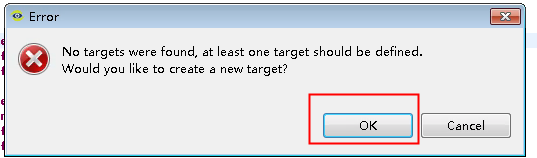 Error
No targets were found, at least one target should be defined.
Would you like to create a new target?
OK
Cancel